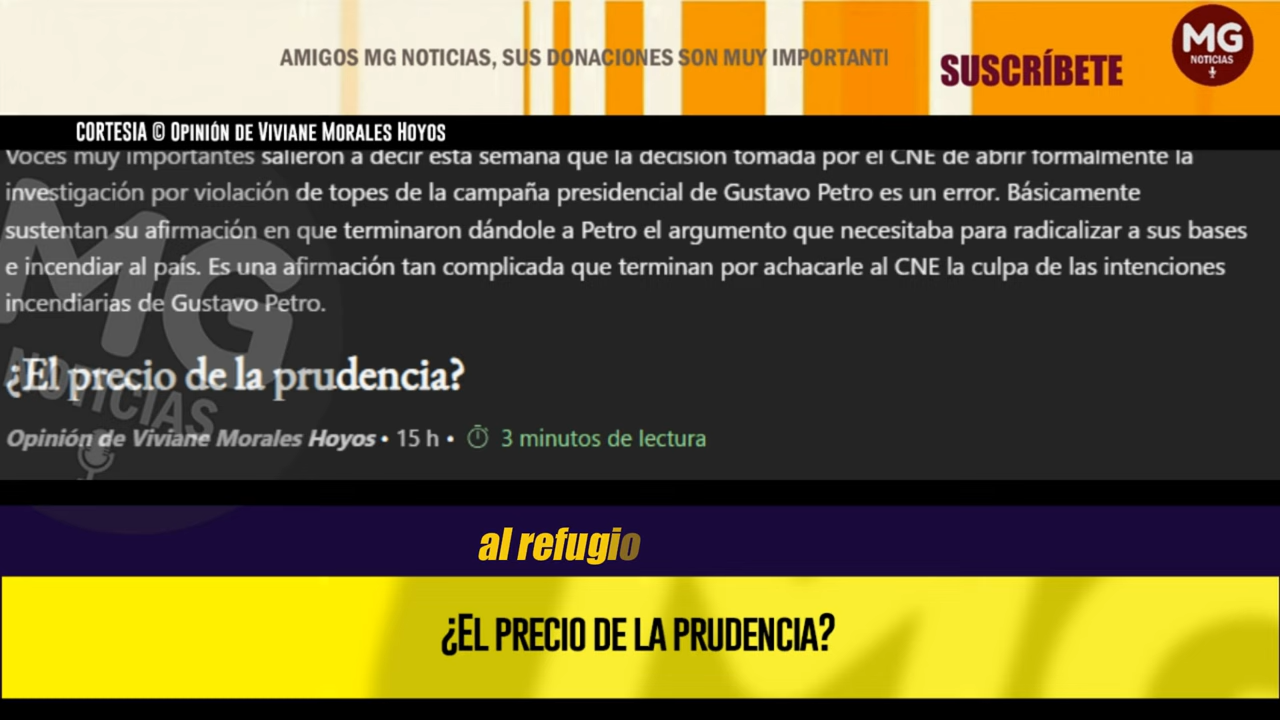 AMIGOS MG NOTICIAS, SUS DONACIONES SON MUY IMPORTANT
SUSCRÍBETE
MG
NOTICIAS
CORTESIA © OPINIÓN DE VIVIANE MORALES HOYOS
Voces muy importantes salieron a decir esta semana que la decisión tomada por el CNE de abrir formalmente la
investigación por violación de topes de la campaña presidencial de Gustavo Petro es un error. Básicamente
sustentan su afirmación en que terminaron dándole a Petro el argumento que necesitaba para radicalizar a sus bases
e incendiar al país. Es una afirmación tan complicada que terminan por achacarle al CNE la culpa de las intenciones
incendiarias de Gustavo Petro.
MG
NOTICIAS
¿El precio de la prudencia?
Opinión de Viviane Morales Hoyos • 15 h • 3 minutos de lectura
al refugio
¿EL PRECIO DE LA PRUDENCIA?